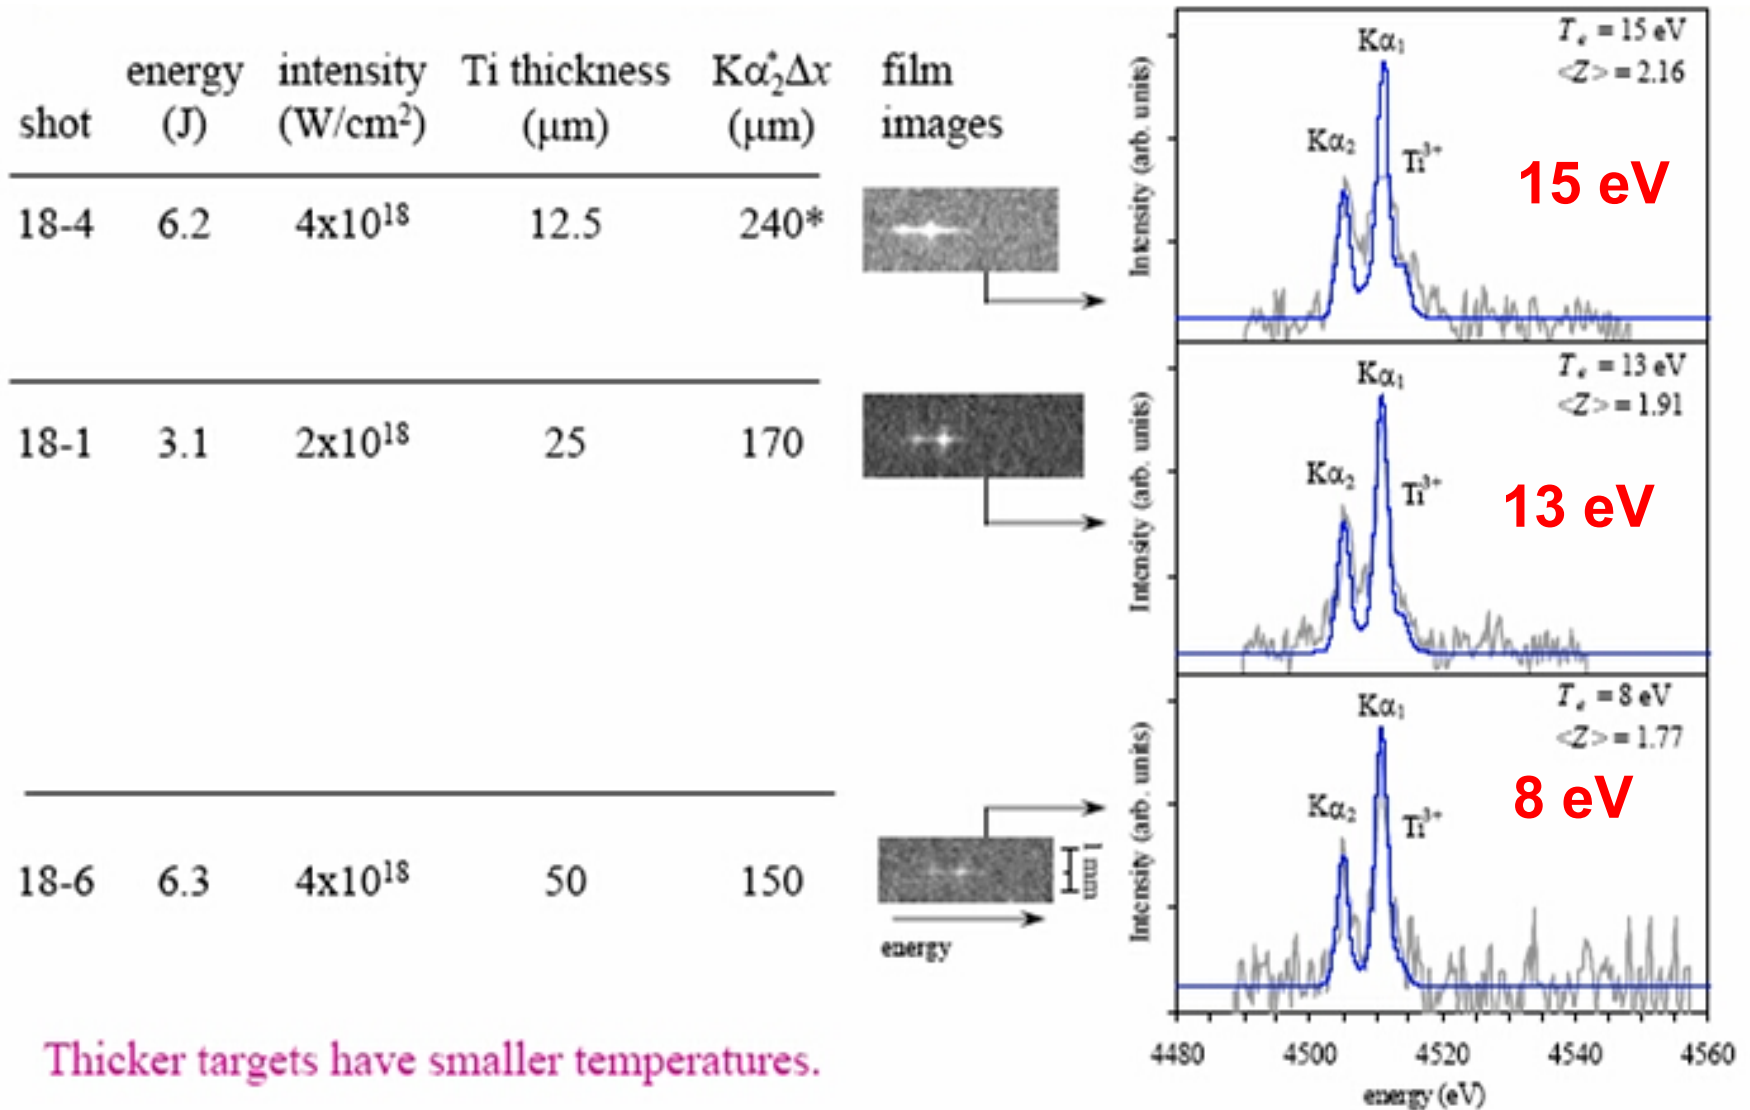 shot energy (J) intensity (W/cm²) Ti thickness (μm) Kα₂*Δx (μm) film images
18-4 6.2 4x10¹⁸ 12.5 240*
18-1 3.1 2x10¹⁸ 25 170
18-6 6.3 4x10¹⁸ 50 150
1 mm
energy
Thicker targets have smaller temperatures.
Intensity (arb. units)
Kα₁
Kα₂
Ti³⁺
Tₑ = 15 eV
<Z> = 2.16
15 eV
Intensity (arb. units)
Kα₁
Kα₂
Ti³⁺
Tₑ = 13 eV
<Z> = 1.91
13 eV
Intensity (arb. units)
Kα₁
Kα₂
Ti³⁺
Tₑ = 8 eV
<Z> = 1.77
8 eV
4480 4500 4520 4540 4560
energy (eV)